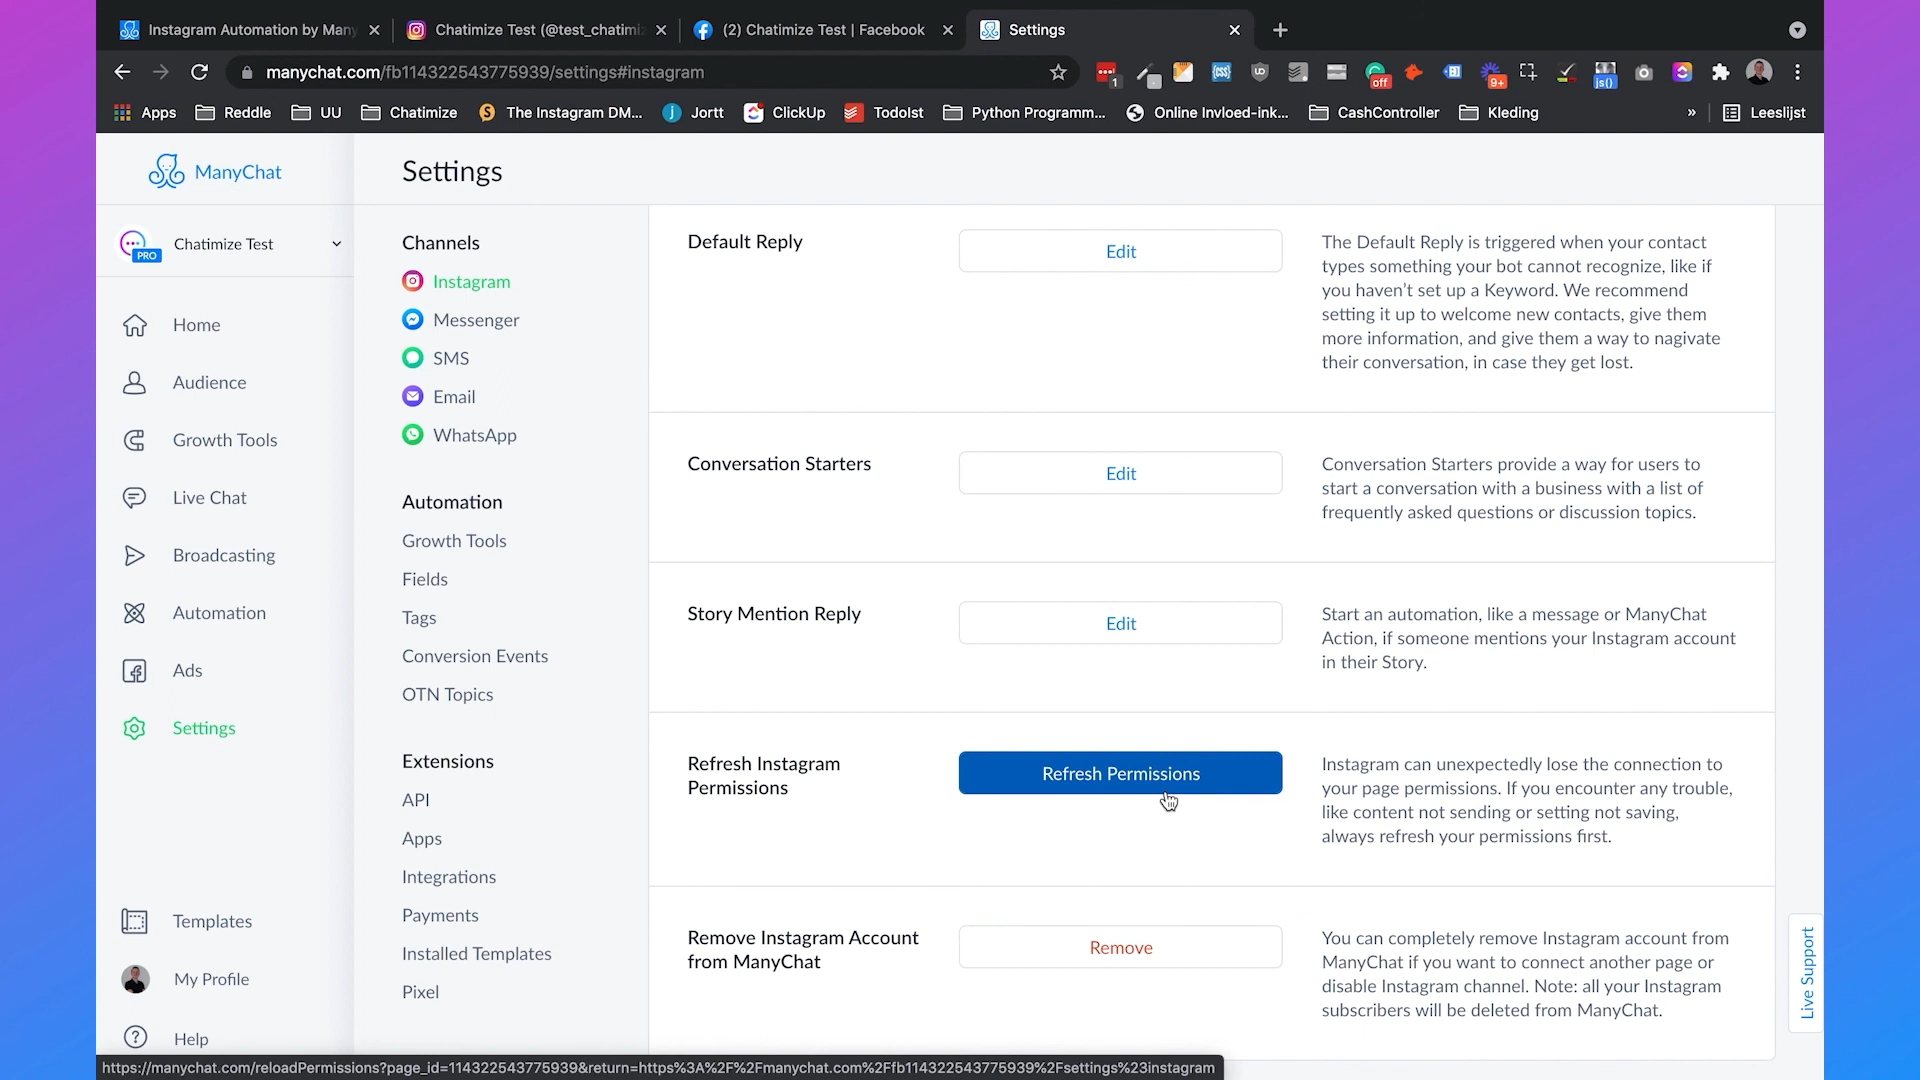 Instagram Automation by Many
Chatimize Test (@test_chatimiz
(2) Chatimize Test | Facebook
Settings
manychat.com/fb114322543775939/settings#instagram
1
off
9+
js()
Apps
Reddle
UU
Chatimize
The Instagram DM...
Jortt
ClickUp
TodoIst
Python Programm...
Online Invloed-ink...
CashController
Kleding
»
Leeslijst
ManyChat
Settings
PRO
Chatimize Test
Home
Audience
Growth Tools
Live Chat
Broadcasting
Automation
Ads
Settings
Templates
My Profile
Help
Channels
Instagram
Messenger
SMS
Email
WhatsApp
Automation
Growth Tools
Fields
Tags
Conversion Events
OTN Topics
Extensions
API
Apps
Integrations
Payments
Installed Templates
Pixel
Default Reply
Edit
The Default Reply is triggered when your contact
types something your bot cannot recognize, like if
you haven't set up a Keyword. We recommend
setting it up to welcome new contacts, give them
more information, and give them a way to nagivate
their conversation, in case they get lost.
Conversation Starters
Edit
Conversation Starters provide a way for users to
start a conversation with a business with a list of
frequently asked questions or discussion topics.
Story Mention Reply
Edit
Start an automation, like a message or ManyChat
Action, if someone mentions your Instagram account
in their Story.
Refresh Instagram
Permissions
Refresh Permissions
Instagram can unexpectedly lose the connection to
your page permissions. If you encounter any trouble,
like content not sending or setting not saving,
always refresh your permissions first.
Remove Instagram Account
from ManyChat
Remove
You can completely remove Instagram account from
ManyChat if you want to connect another page or
disable Instagram channel. Note: all your Instagram
subscribers will be deleted from ManyChat.
Live Support
https://manychat.com/reloadPermissions?page_id=114322543775939&return=https%3A%2F%2Fmanychat.com%2Ffb114322543775939%2Fsettings%23instagram